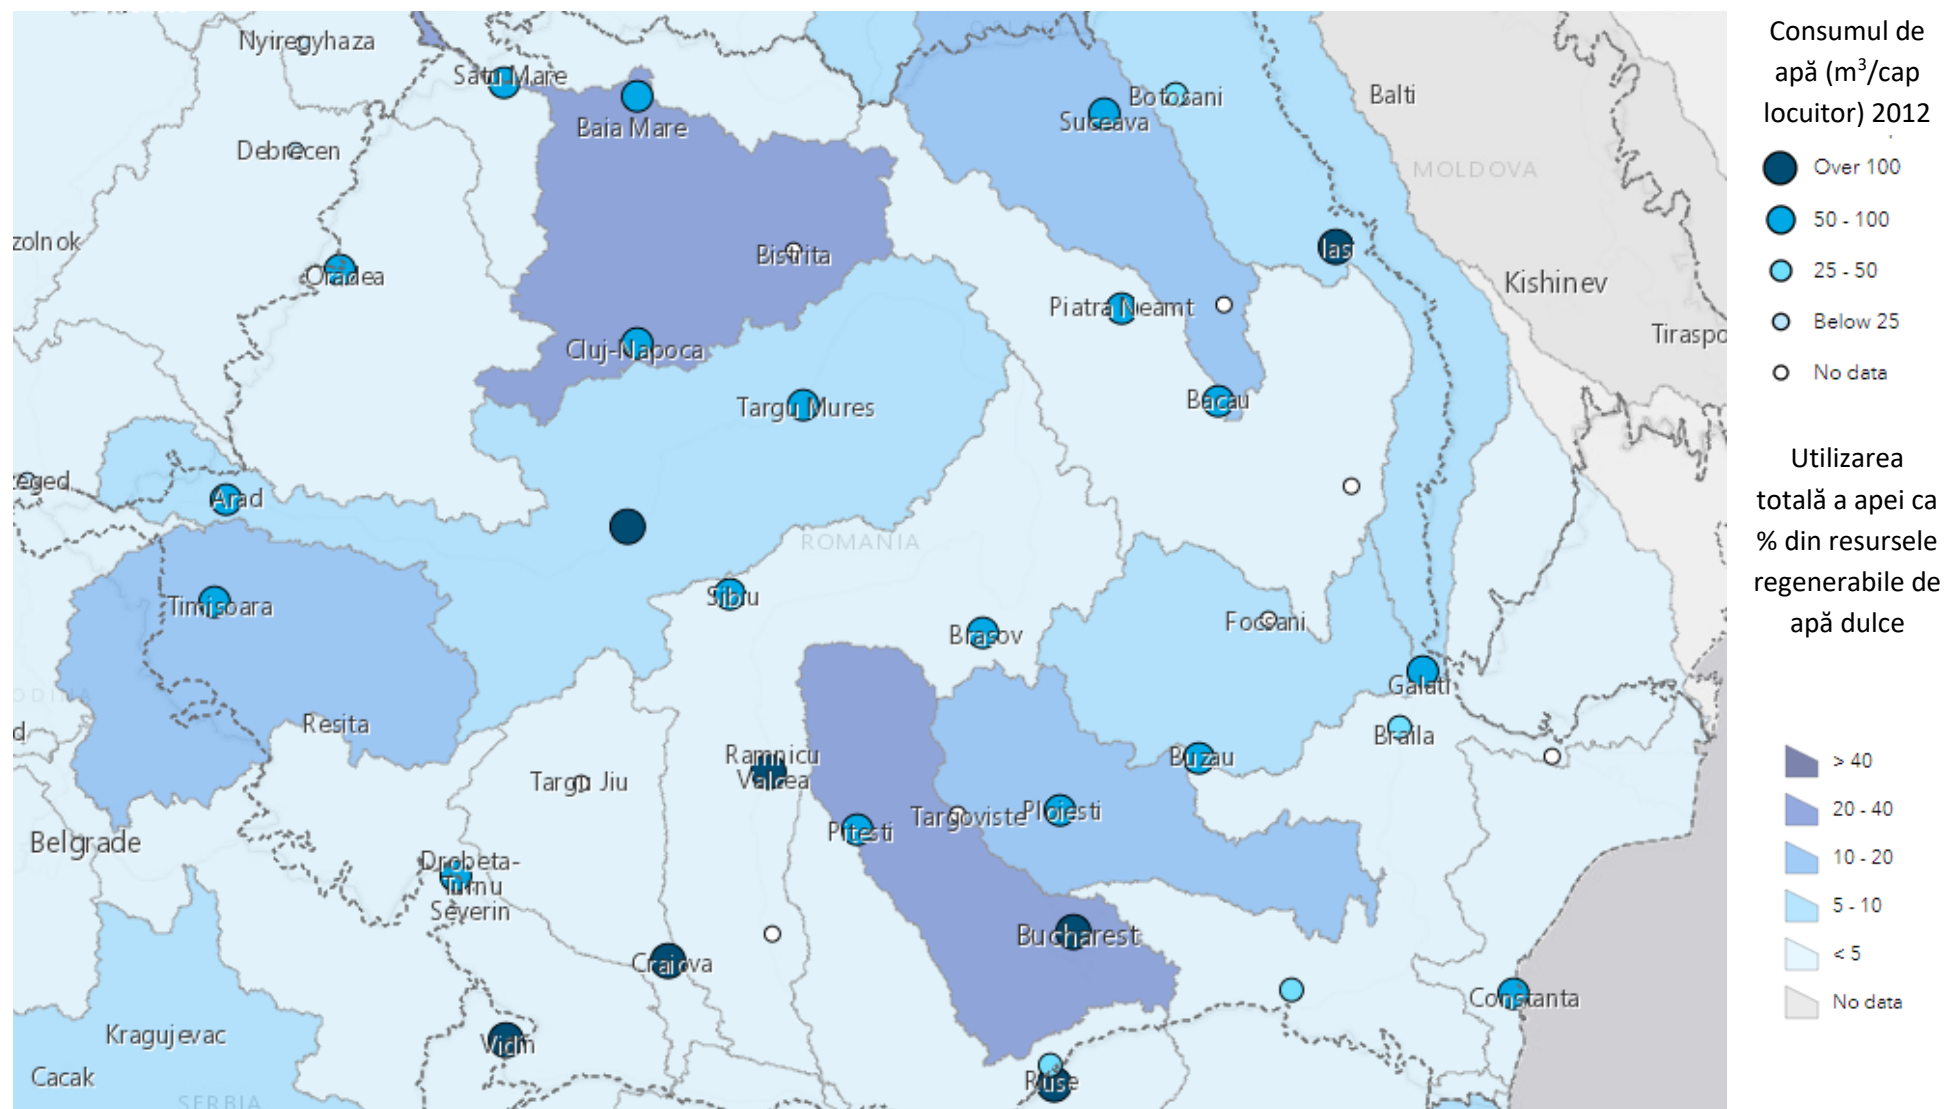 Nyiregyhaza
Satu Mare
Baia Mare
Debrecen
Botosani
Suceava
Balti
MOLDOVA
zolnok
Oradea
Bistrita
Iasi
Kishinev
Piatra Neamt
Tiraspo
Cluj-Napoca
Targu Mures
Bacau
eged
Arad
ROMANIA
Timisoara
Sibiu
Brasov
Focsani
Galati
Resita
Braila
Ramnicu
Valcea
Buzau
Targu Jiu
Targoviste
Ploiesti
Pitesti
Belgrade
Drobeta-
Turnu
Severin
Bucharest
Craiova
Constanta
Kragujevac
Vidin
Ruse
Cacak
SERBIA
Consumul de
apă (m³/cap
locuitor) 2012
Over 100
50 - 100
25 - 50
Below 25
No data
Utilizarea
totală a apei ca
% din resursele
regenerabile de
apă dulce
> 40
20 - 40
10 - 20
5 - 10
< 5
No data